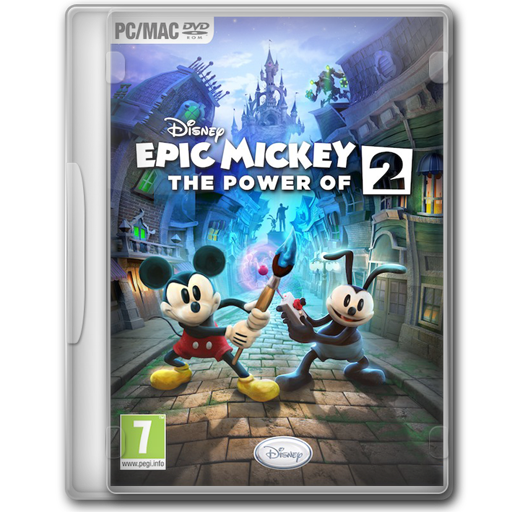 PC/MAC DVD
ROM
Disney
EPIC MICKEY
THE POWER OF 2
7
www.pegi.info
Disney